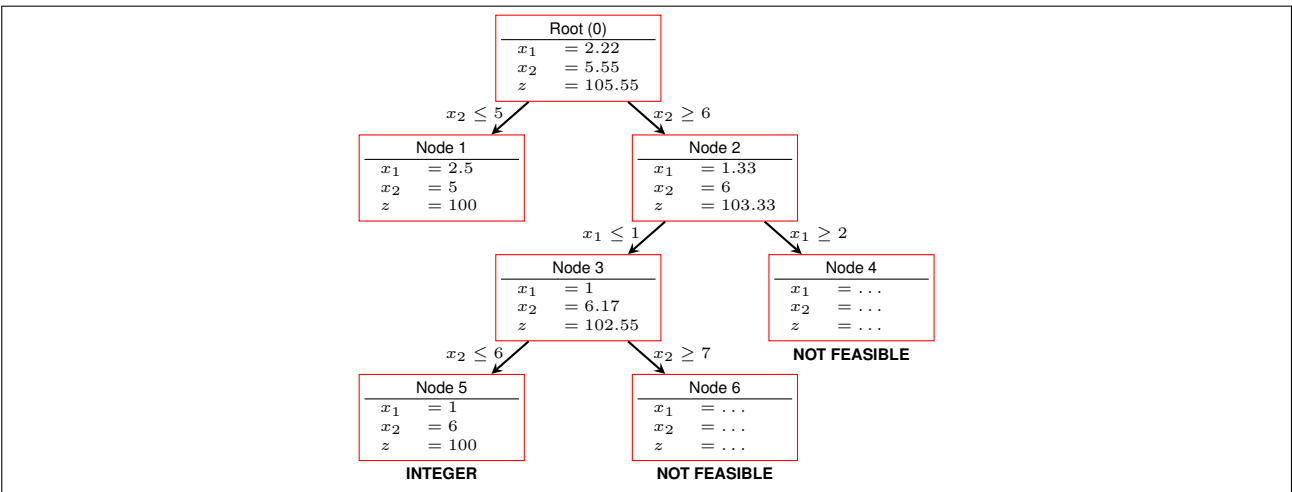 Root (0)
x₁ = 2.22
x₂ = 5.55
z = 105.55
x₂ ≤ 5
x₂ ≥ 6
Node 1
x₁ = 2.5
x₂ = 5
z = 100
Node 2
x₁ = 1.33
x₂ = 6
z = 103.33
x₁ ≤ 1
x₁ ≥ 2
Node 3
x₁ = 1
x₂ = 6.17
z = 102.55
Node 4
x₁ = ...
x₂ = ...
z = ...
NOT FEASIBLE
x₂ ≤ 6
x₂ ≥ 7
Node 5
x₁ = 1
x₂ = 6
z = 100
INTEGER
Node 6
x₁ = ...
x₂ = ...
z = ...
NOT FEASIBLE